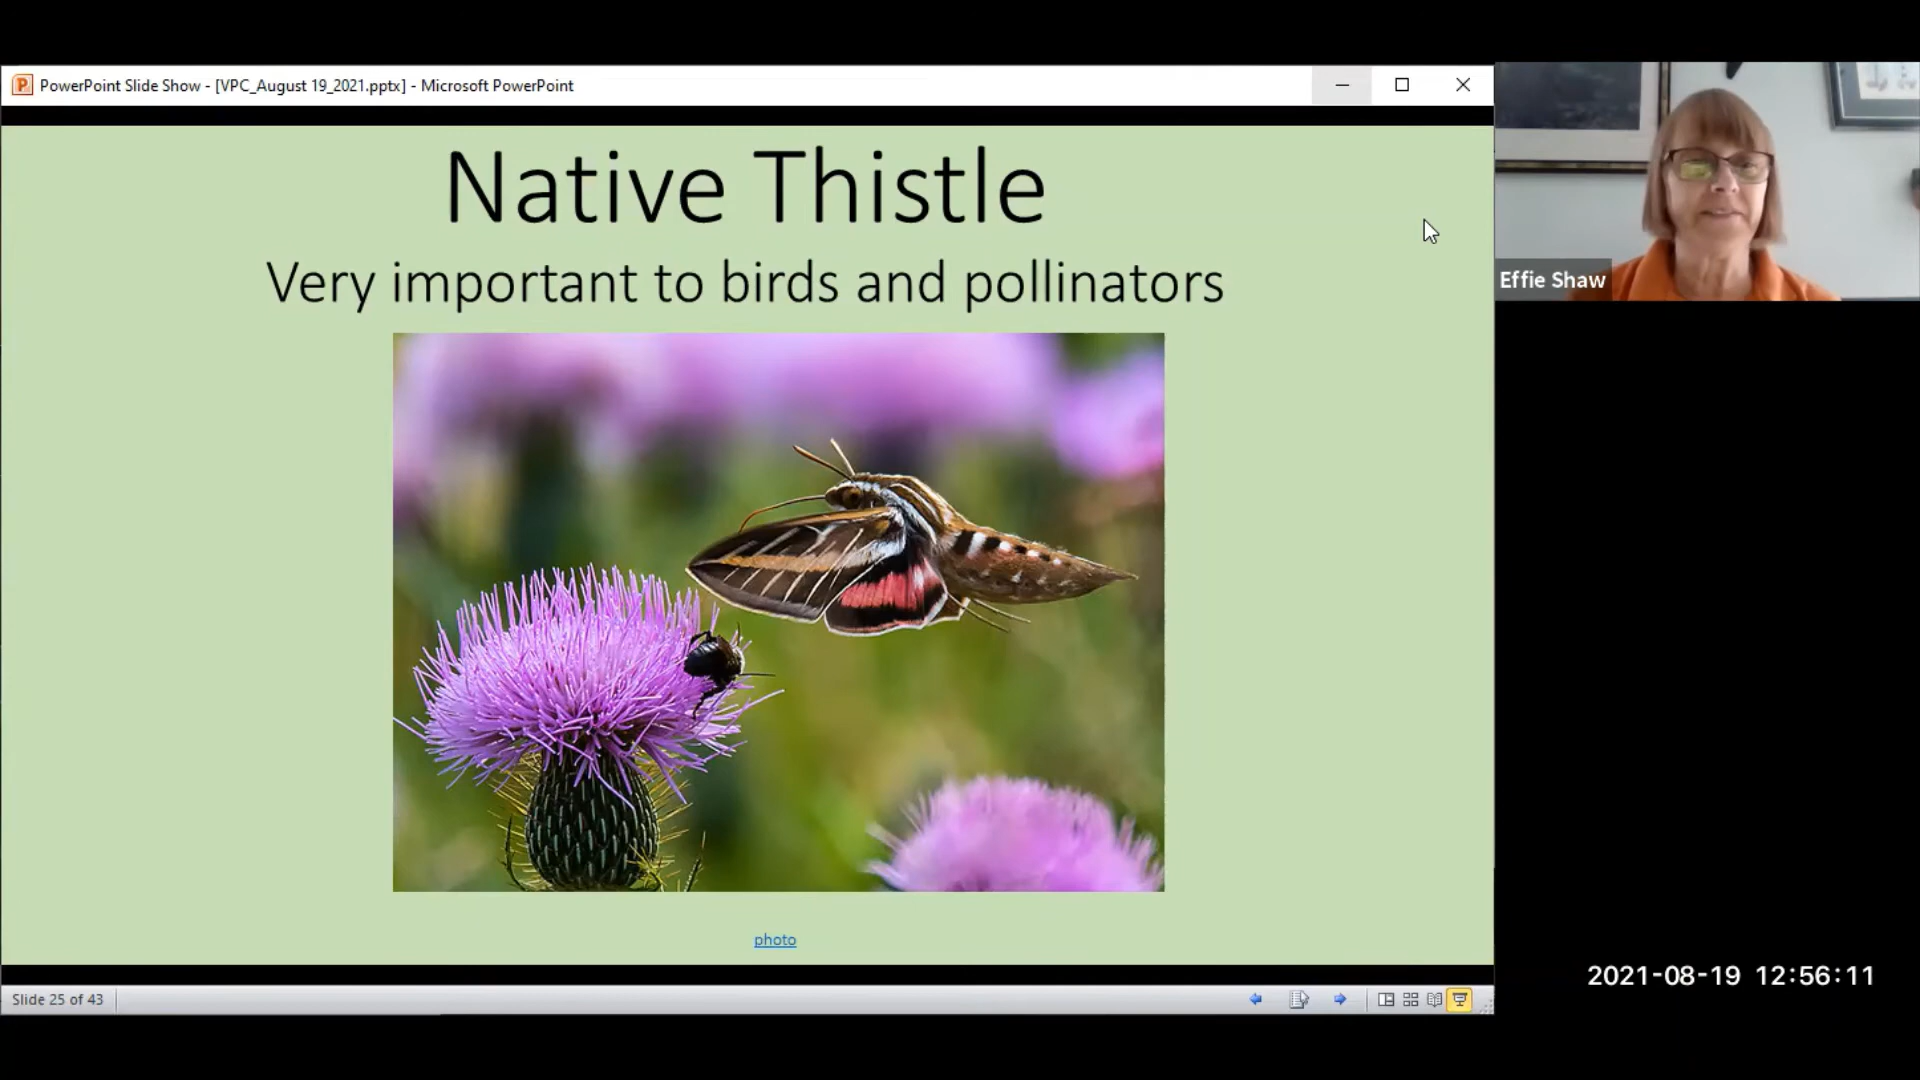 PowerPoint Slide Show - [VPC_August 19_2021.pptx] - Microsoft PowerPoint
Native Thistle
Very important to birds and pollinators
photo
Slide 25 of 43
Effie Shaw
2021-08-19 12:56:11